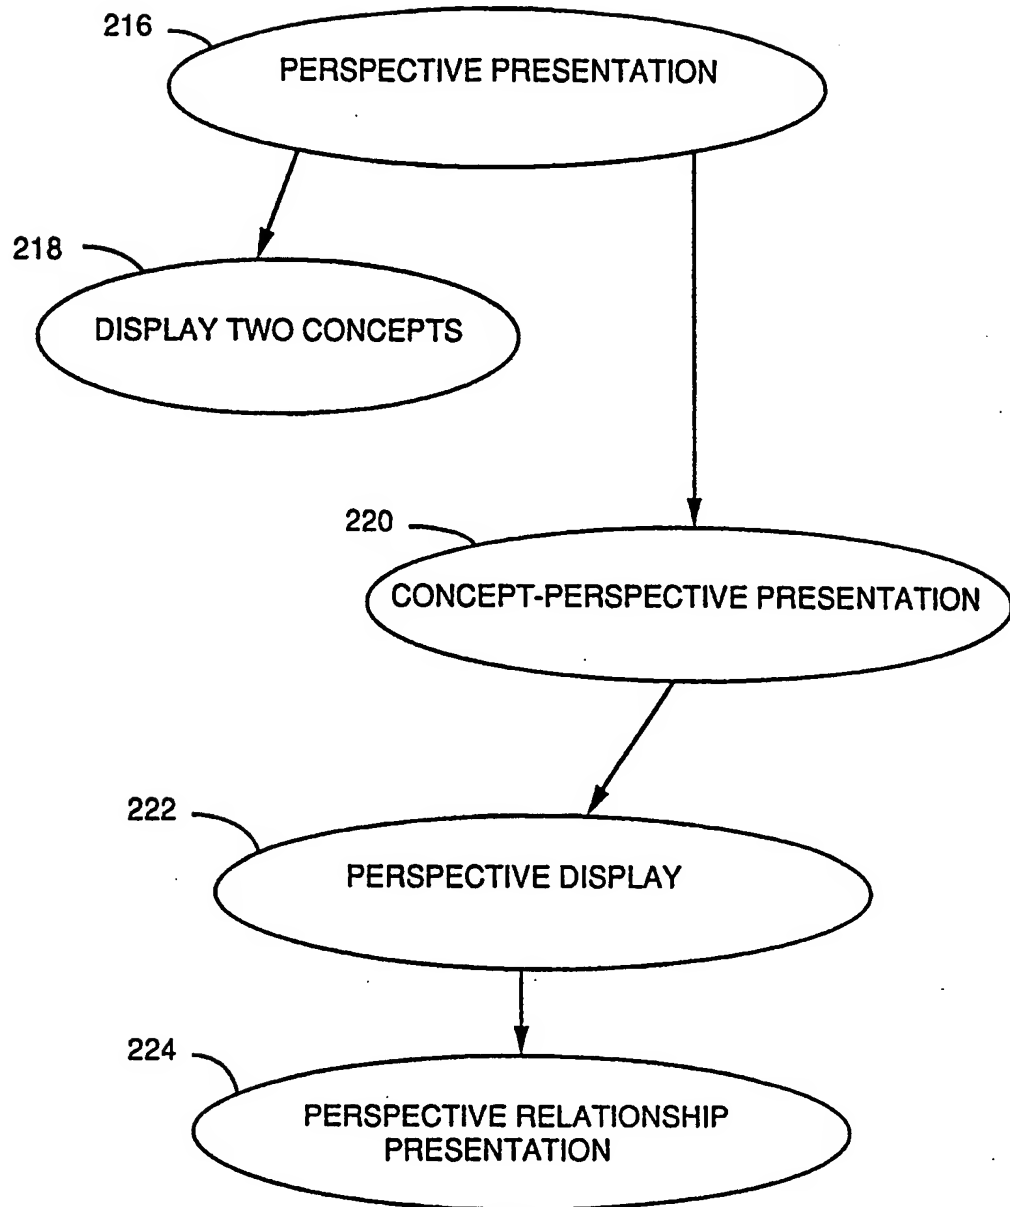 216
PERSPECTIVE PRESENTATION
218
DISPLAY TWO CONCEPTS
220
CONCEPT-PERSPECTIVE PRESENTATION
222
PERSPECTIVE DISPLAY
224
PERSPECTIVE RELATIONSHIP
PRESENTATION